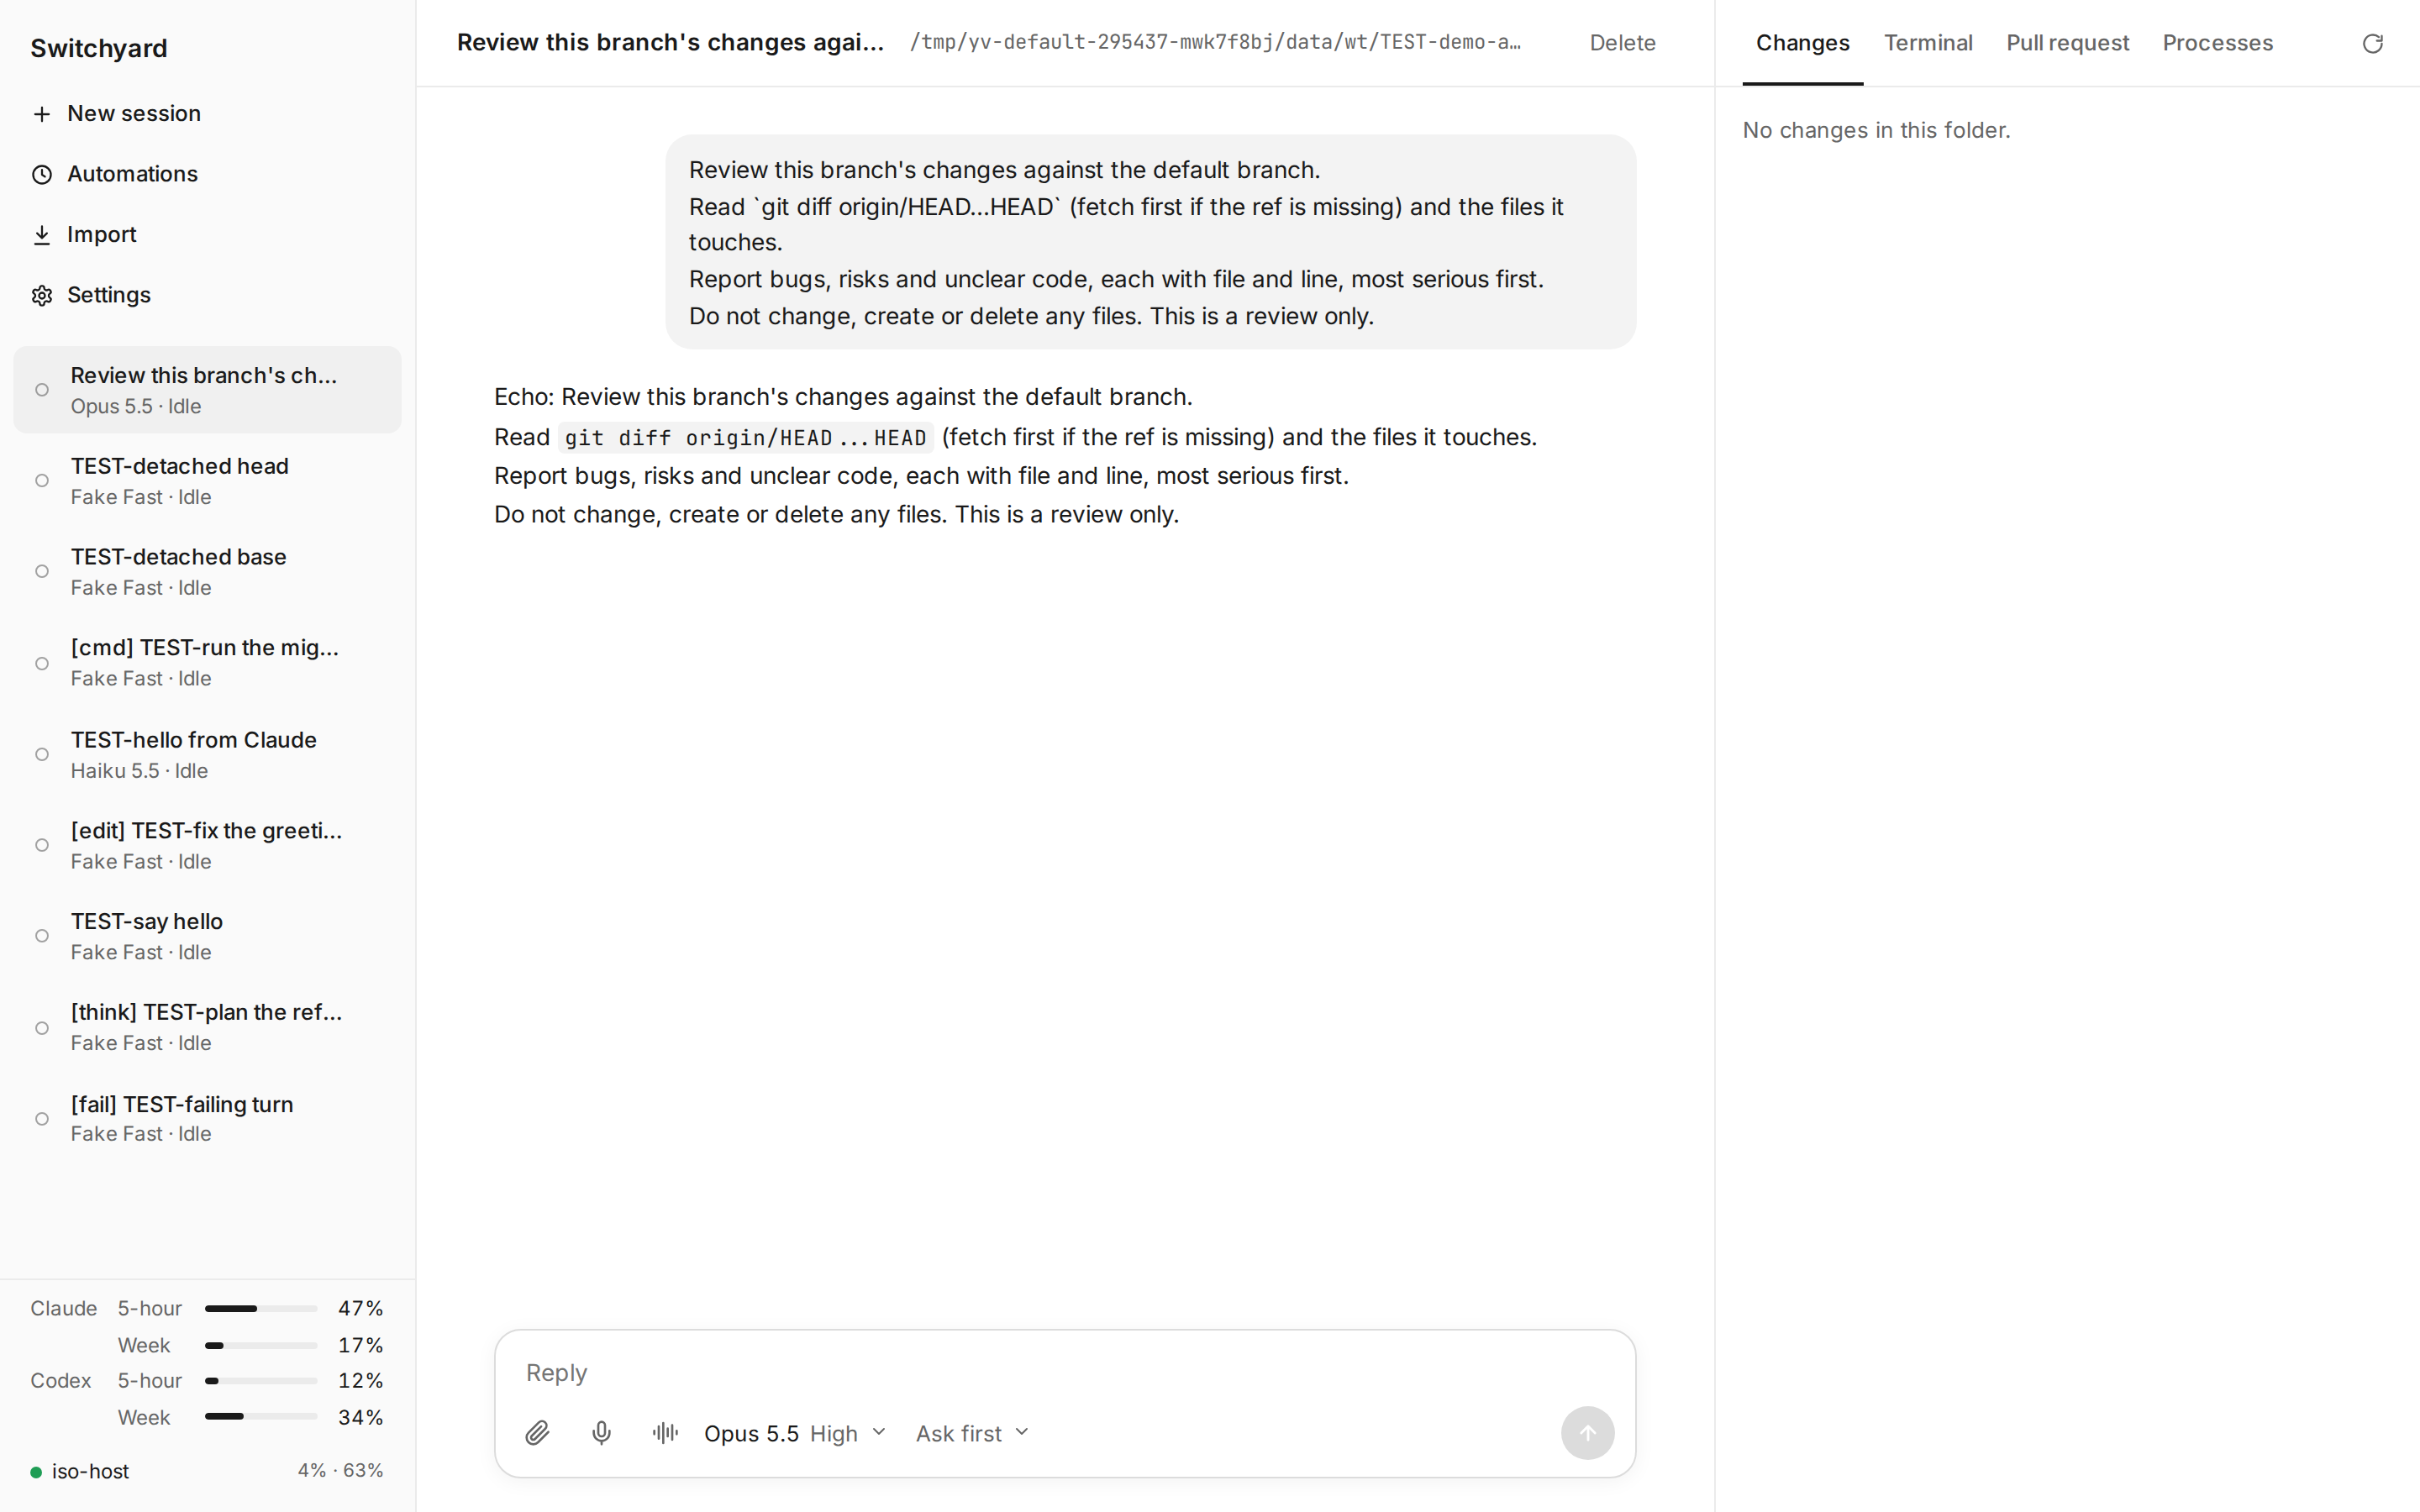 Switchyard
New session
Automations
Import
Settings
Review this branch's ch...
Opus 5.5 · Idle
TEST-detached head
Fake Fast · Idle
TEST-detached base
Fake Fast · Idle
[cmd] TEST-run the mig...
Fake Fast · Idle
TEST-hello from Claude
Haiku 5.5 · Idle
[edit] TEST-fix the greeti...
Fake Fast · Idle
TEST-say hello
Fake Fast · Idle
[think] TEST-plan the ref...
Fake Fast · Idle
[fail] TEST-failing turn
Fake Fast · Idle
Claude 5-hour 47%
Week 17%
Codex 5-hour 12%
Week 34%
iso-host 4% · 63%
Review this branch's changes agai... /tmp/yv-default-295437-mwk7f8bj/data/wt/TEST-demo-a... Delete
Review this branch's changes against the default branch.
Read `git diff origin/HEAD...HEAD` (fetch first if the ref is missing) and the files it
touches.
Report bugs, risks and unclear code, each with file and line, most serious first.
Do not change, create or delete any files. This is a review only.
Echo: Review this branch's changes against the default branch.
Read git diff origin/HEAD...HEAD (fetch first if the ref is missing) and the files it touches.
Report bugs, risks and unclear code, each with file and line, most serious first.
Do not change, create or delete any files. This is a review only.
Reply
Opus 5.5 High Ask first
Changes Terminal Pull request Processes
No changes in this folder.